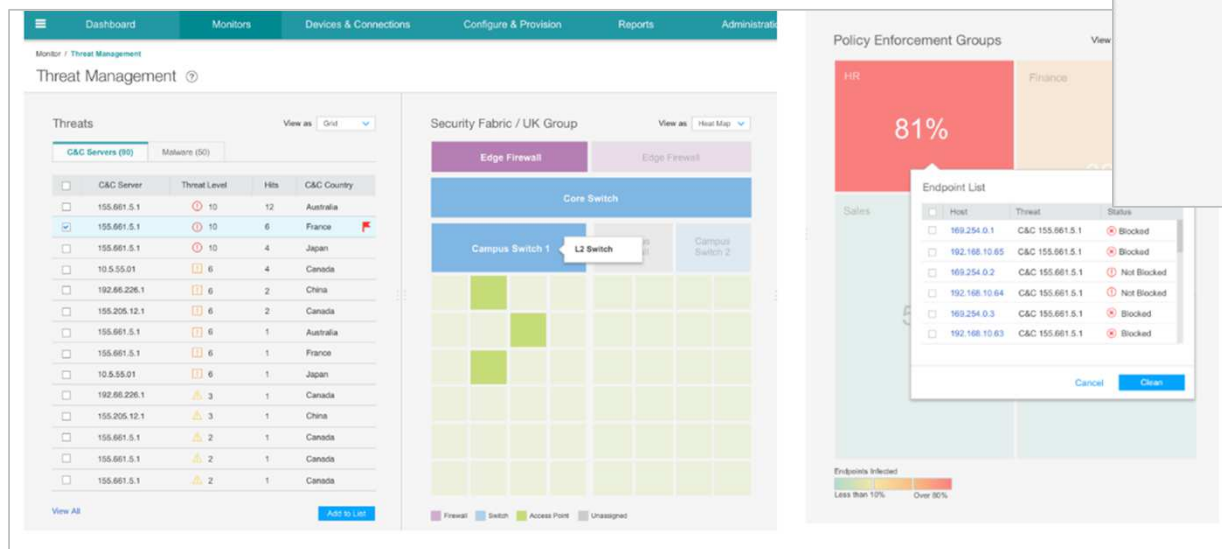 Dashboard Monitors Devices & Connections Configure & Provision Reports
Monitor / Threat Management
Threat Management ?
Threats View as Grid
C&C Servers (90) Malware (50)
C&C Server Threat Level Hits C&C Country
155.661.5.1 10 12 Australia
155.661.5.1 10 6 France
155.661.5.1 10 4 Japan
10.5.55.01 6 4 Canada
192.66.226.1 6 2 China
155.205.12.1 6 2 Canada
155.661.5.1 6 1 Australia
155.661.5.1 6 1 France
10.5.55.01 6 1 Japan
192.66.226.1 3 1 Canada
155.205.12.1 3 1 China
155.661.5.1 2 1 Canada
155.661.5.1 2 1 Canada
155.661.5.1 2 1 Canada
View All Add to List
Security Fabric / UK Group View as Heat Map
Edge Firewall Edge Firewall
Core Switch
Campus Switch 1 L2 Switch Campus Switch 2
Firewall Switch Access Point Unassigned
Policy Enforcement Groups View
HR Finance
81%
Sales
Endpoint List
Host Threat Status
169.254.0.1 C&C 155.661.5.1 Blocked
192.168.10.65 C&C 155.661.5.1 Blocked
169.254.0.2 C&C 155.661.5.1 Not Blocked
192.168.10.64 C&C 155.661.5.1 Not Blocked
169.254.0.3 C&C 155.661.5.1 Blocked
192.168.10.63 C&C 155.661.5.1 Blocked
Cancel Clean
Endpoints Infected
Less than 10% Over 80%